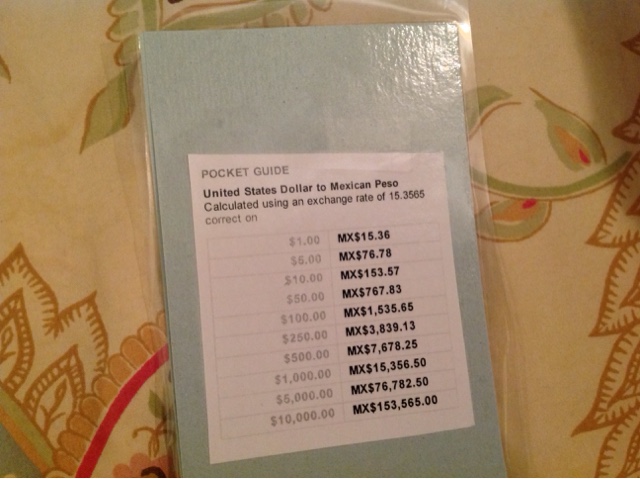 POCKET GUIDE
United States Dollar to Mexican Peso
Calculated using an exchange rate of 15.3565
correct on
$1.00 MX$15.36
$5.00 MX$76.78
$10.00 MX$153.57
$50.00 MX$767.83
$100.00 MX$1,535.65
$250.00 MX$3,839.13
$500.00 MX$7,678.25
$1,000.00 MX$15,356.50
$5,000.00 MX$76,782.50
$10,000.00 MX$153,565.00